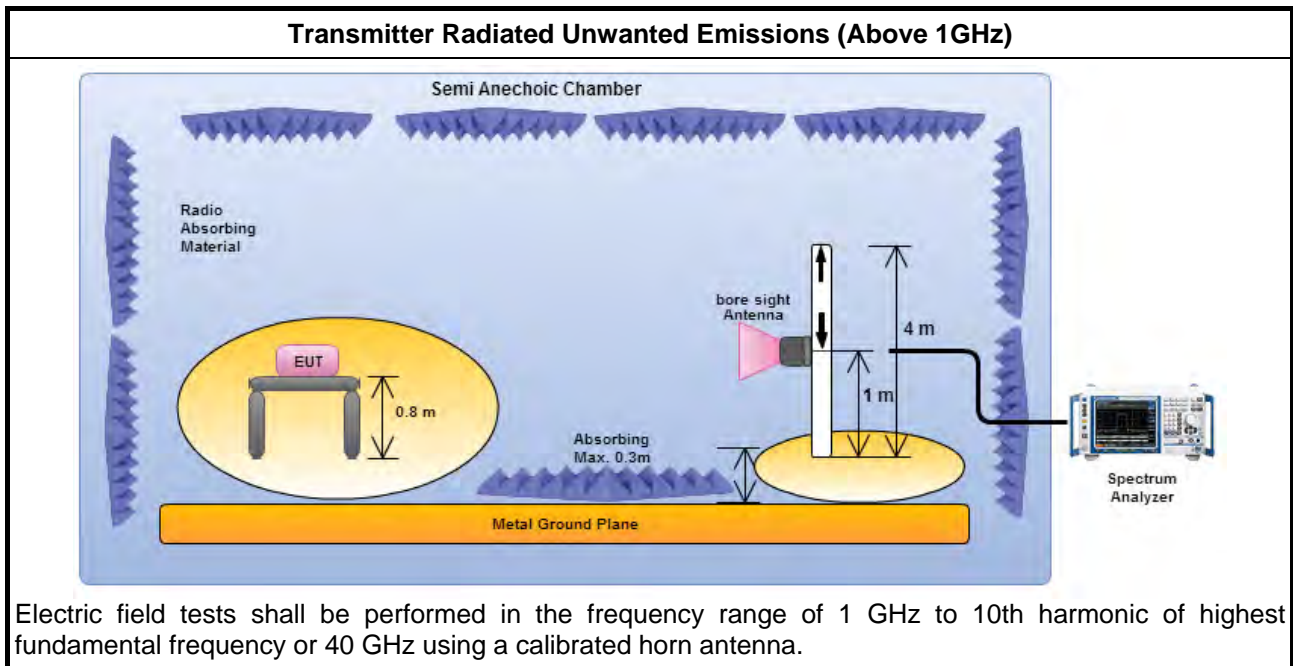 Transmitter Radiated Unwanted Emissions (Above 1GHz)
Semi Anechoic Chamber
Radio
Absorbing
Material
bore sight
Antenna
4 m
EUT
1 m
0.8 m
Absorbing
Max. 0.3m
Spectrum
Analyzer
Metal Ground Plane
Electric field tests shall be performed in the frequency range of 1 GHz to 10th harmonic of highest
fundamental frequency or 40 GHz using a calibrated horn antenna.